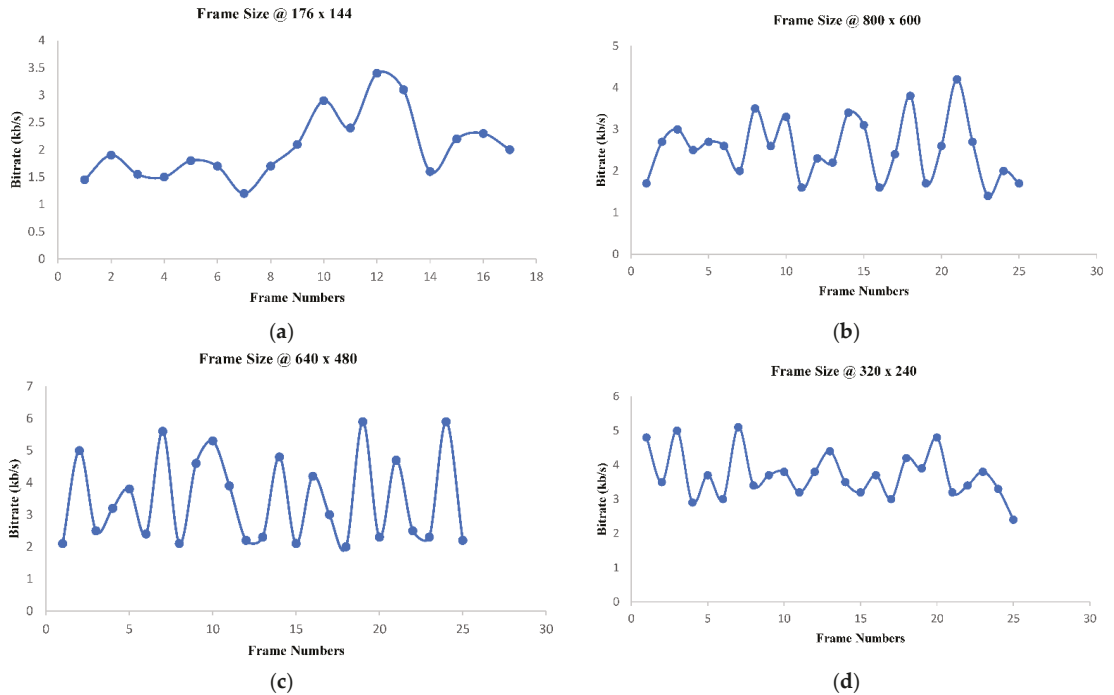 Frame Size @ 176 x 144
4
3.5
3
2.5
2
1.5
1
0.5
0
Bitrate (kb/s)
0 2 4 6 8 10 12 14 16 18
Frame Numbers
(a)
Frame Size @ 800 x 600
5
4
3
2
1
0
Bitrate (kb/s)
0 5 10 15 20 25 30
Frame Numbers
(b)
Frame Size @ 640 x 480
7
6
5
4
3
2
1
0
Bitrate (kb/s)
0 5 10 15 20 25 30
Frame Numbers
(c)
Frame Size @ 320 x 240
6
5
4
3
2
1
0
Bitrate (kb/s)
0 5 10 15 20 25 30
Frame Numbers
(d)